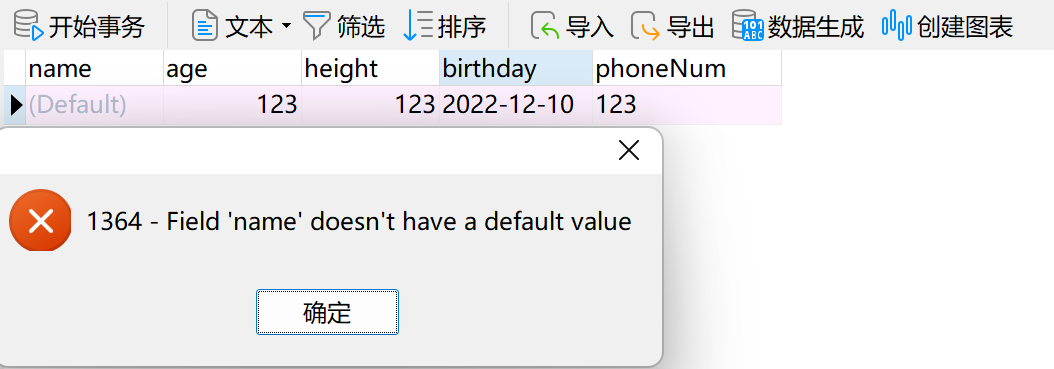 开始事务 文本 筛选 排序 导入 导出 数据生成 创建图表
name age height birthday phoneNum
(Default) 123 123 2022-12-10 123
1364 - Field 'name' doesn't have a default value
确定